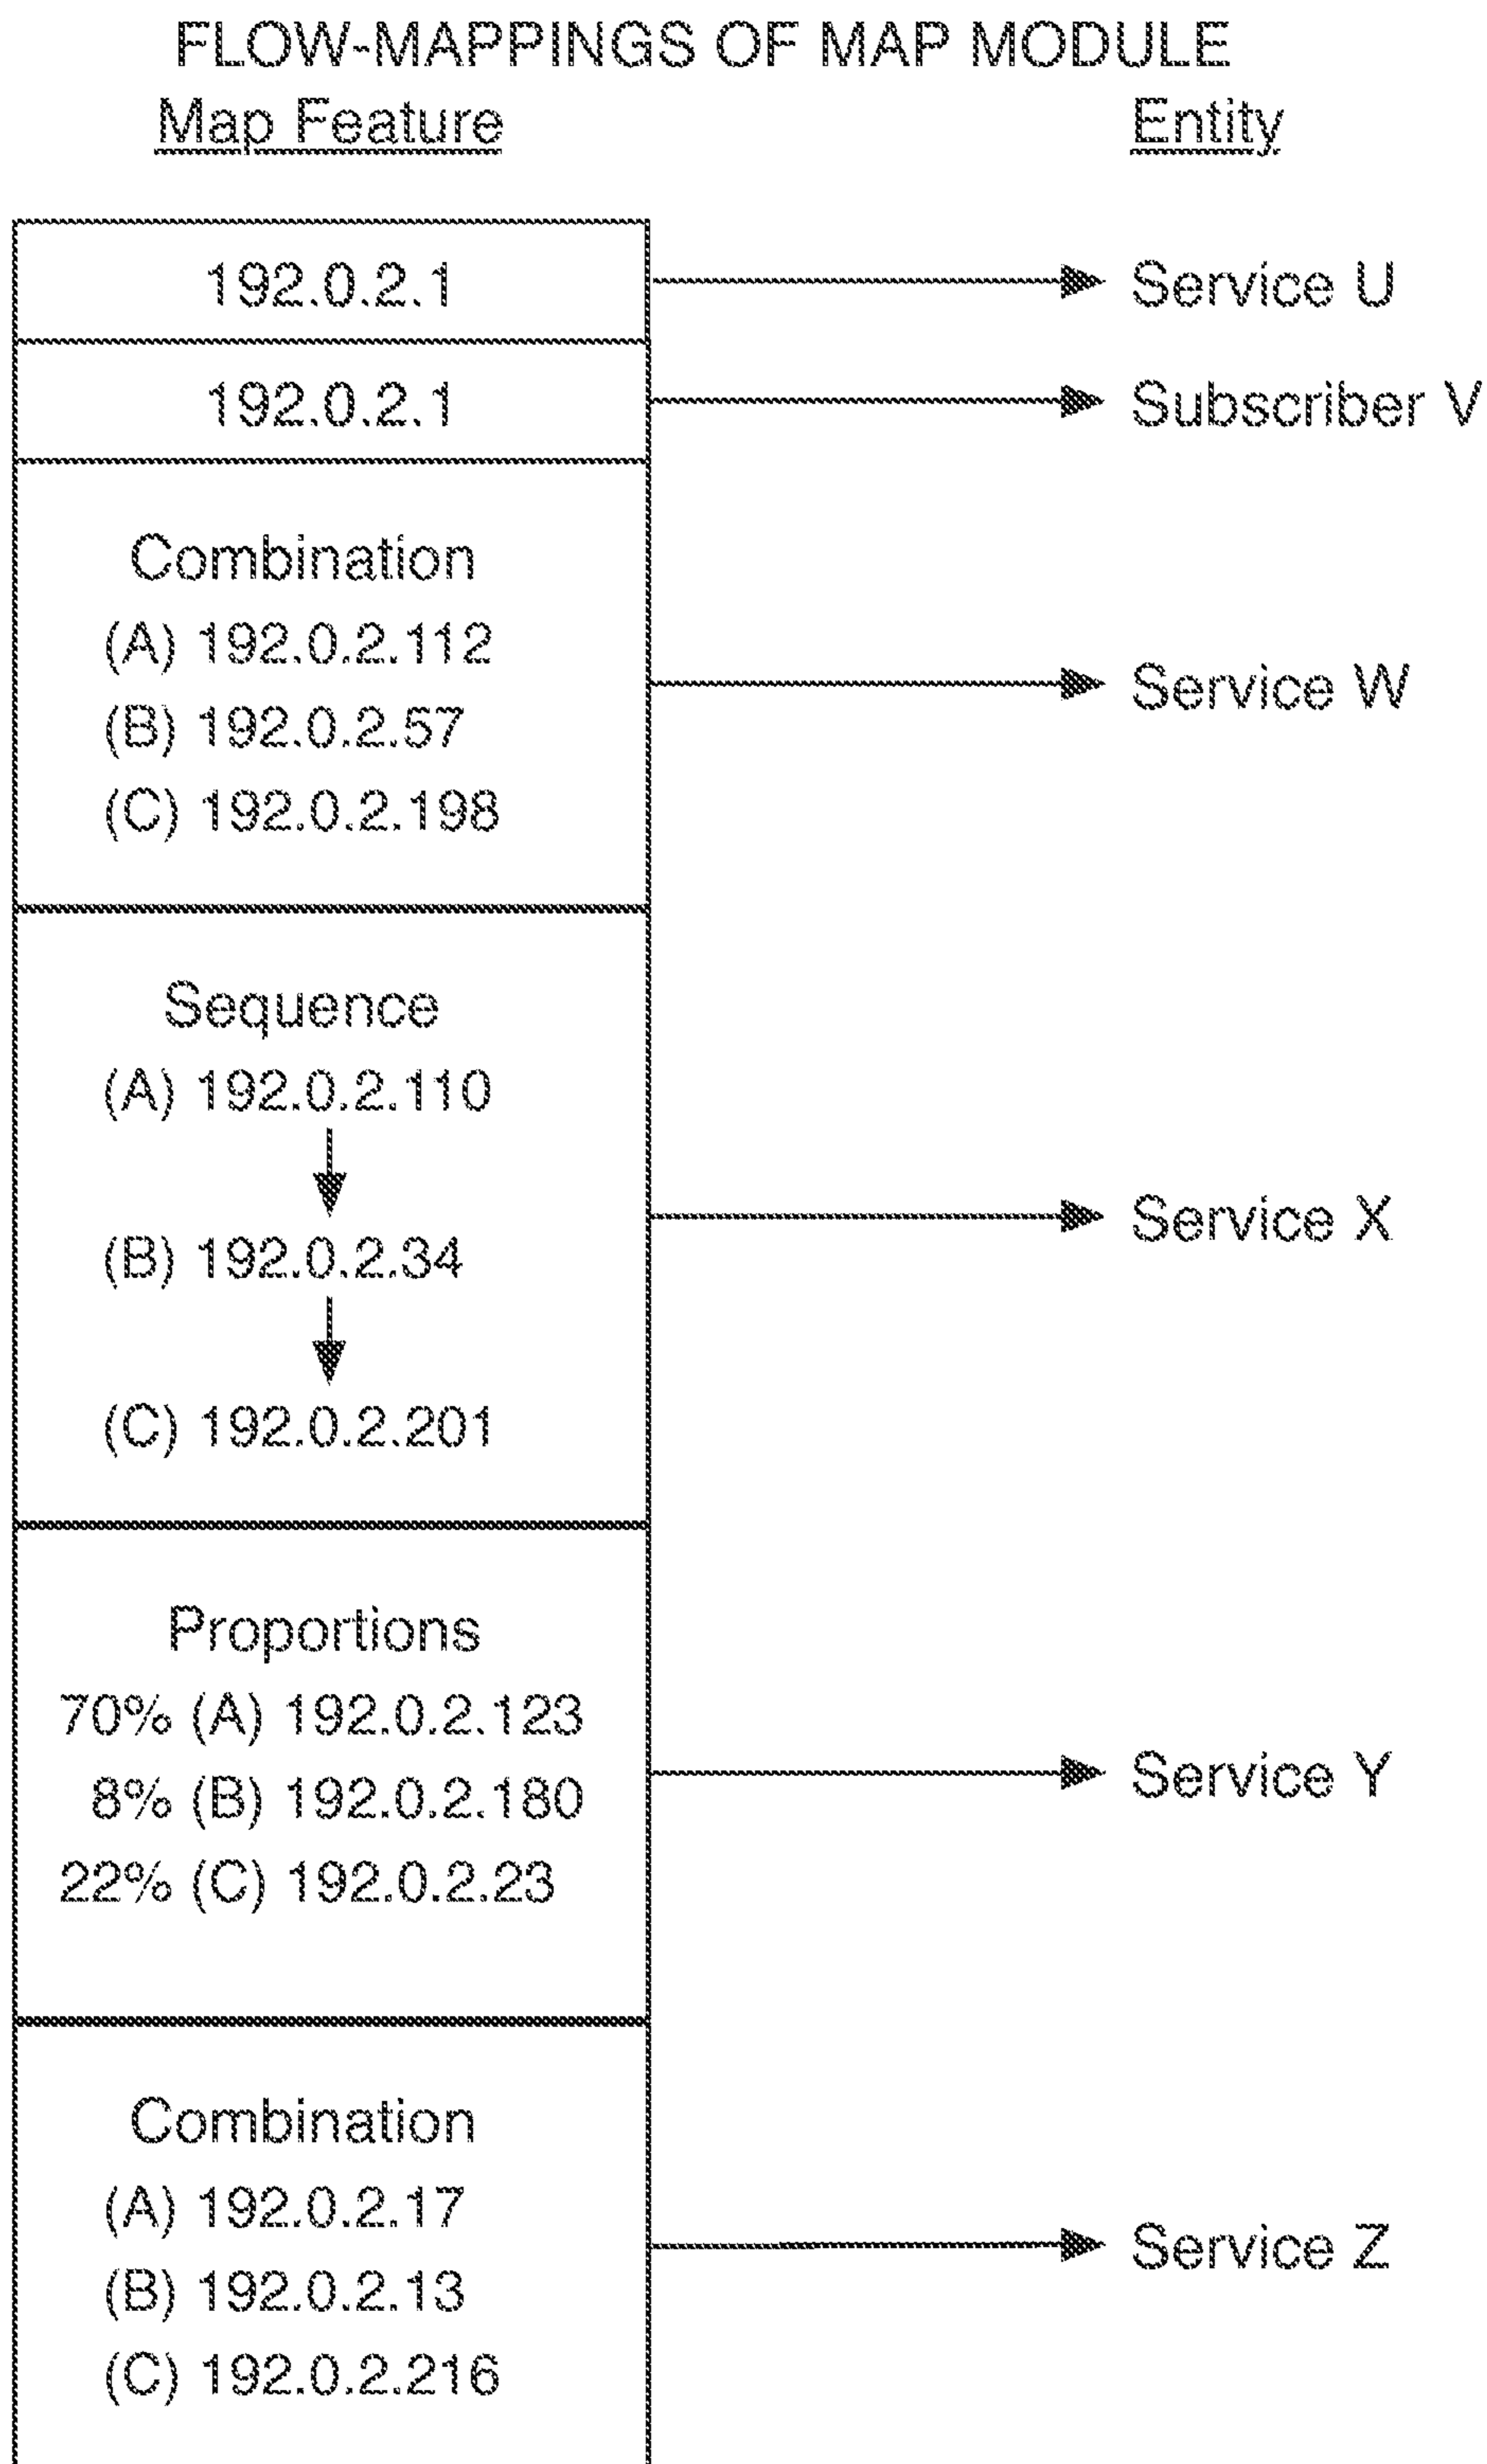 FLOW-MAPPINGS OF MAP MODULE
Map Feature Entity
192.0.2.1 Service U
192.0.2.1 Subscriber V
Combination
(A) 192.0.2.112
(B) 192.0.2.57
(C) 192.0.2.198
Service W
Sequence
(A) 192.0.2.110
(B) 192.0.2.34
(C) 192.0.2.201
Service X
Proportions
70% (A) 192.0.2.123
8% (B) 192.0.2.180
22% (C) 192.0.2.23
Service Y
Combination
(A) 192.0.2.17
(B) 192.0.2.13
(C) 192.0.2.216
Service Z